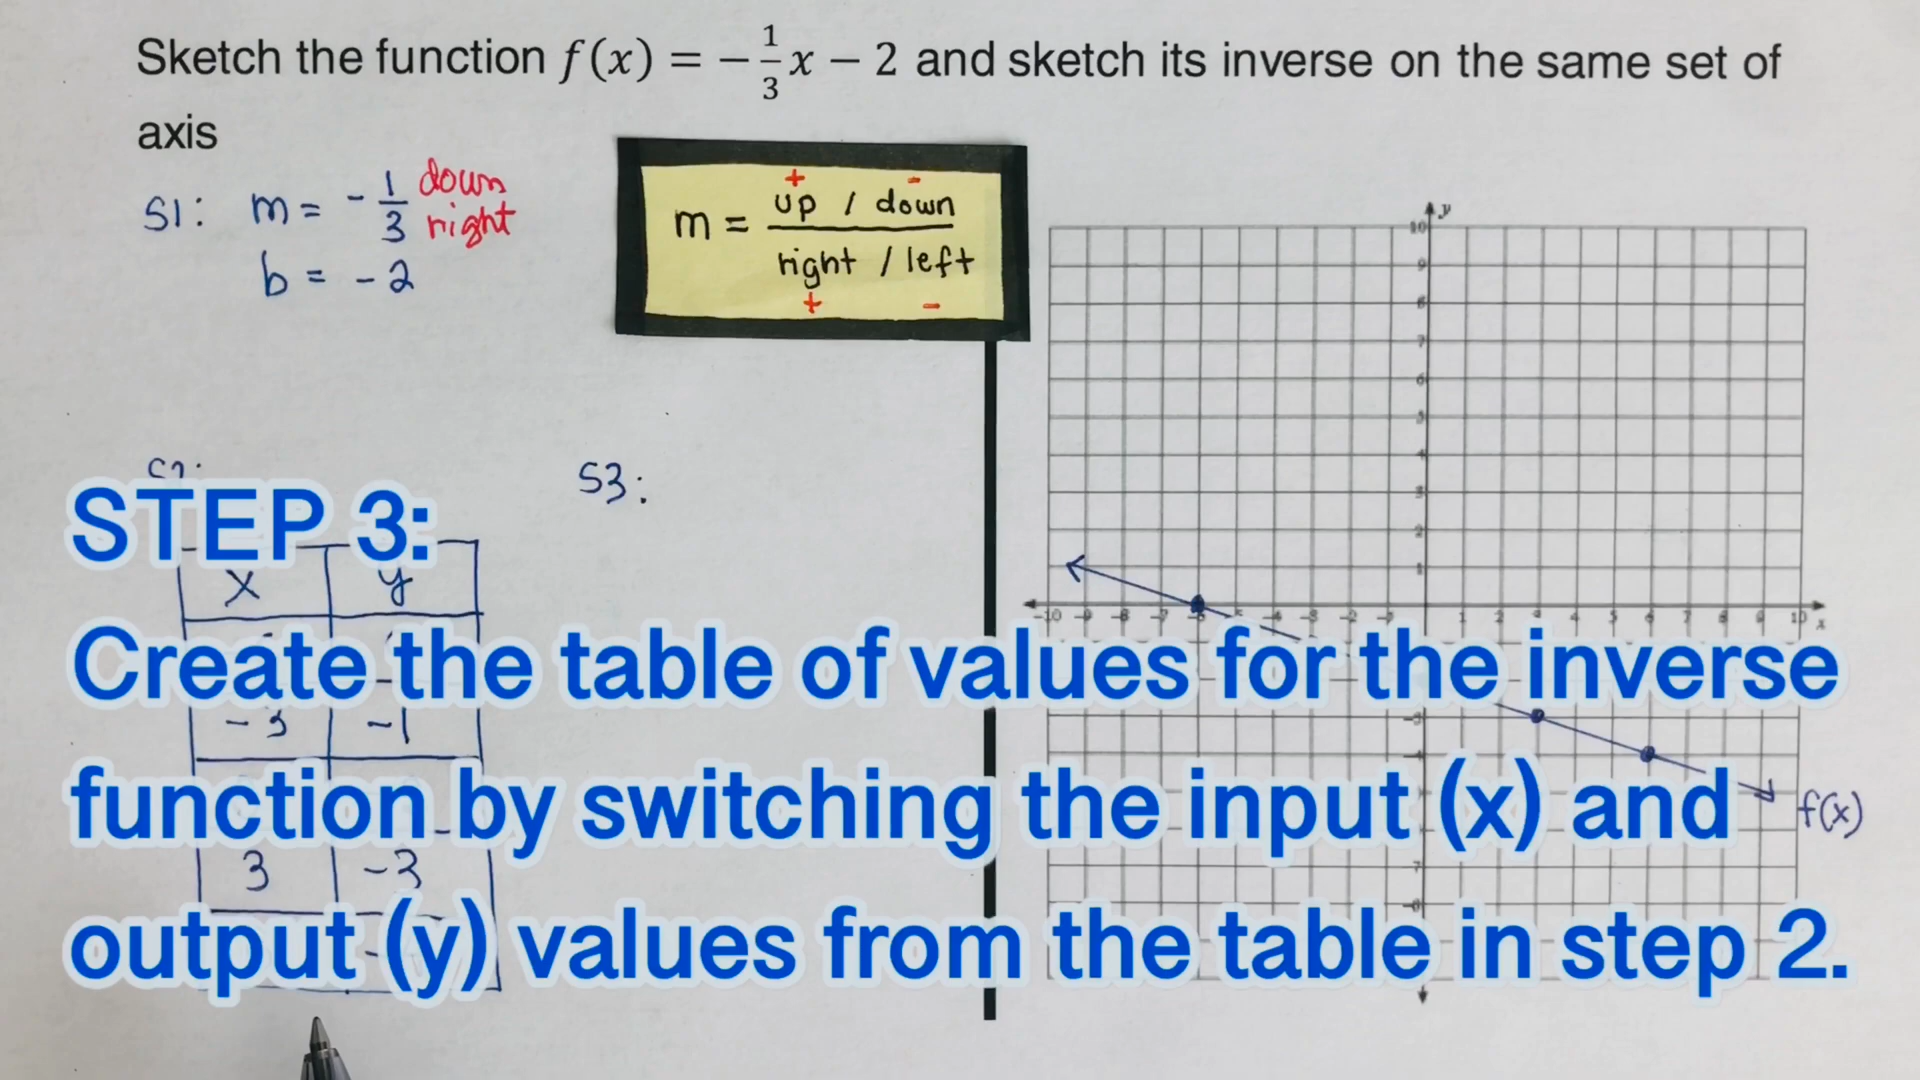 Sketch the function f(x) = −1/3x − 2 and sketch its inverse on the same set of
axis
S1: m = -1/3 down right
b = -2
+ -
m = up / down
right / left
+ -
S3:
STEP 3:
x y
Create the table of values for the inverse
-3 -1
function by switching the input (x) and
3 -3
output (y) values from the table in step 2.
y
10
x
f(x)